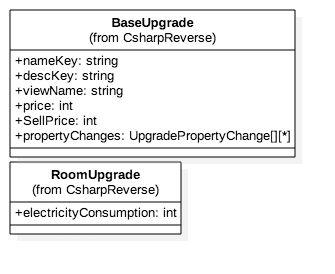 BaseUpgrade
(from CsharpReverse)
+nameKey: string
+descKey: string
+viewName: string
+price: int
+SellPrice: int
+propertyChanges: UpgradePropertyChange[][*]
RoomUpgrade
(from CsharpReverse)
+electricityConsumption: int